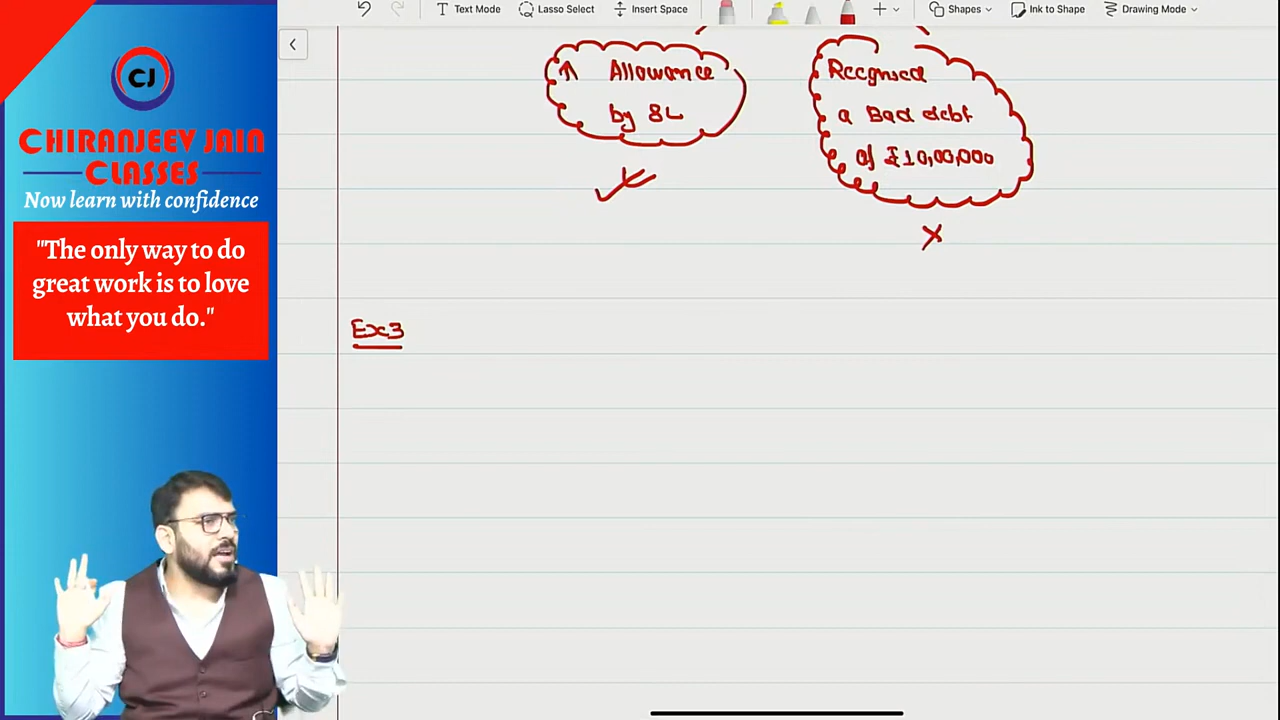 Text Mode
Lasso Select
Insert Space
Shapes
Ink to Shape
Drawing Mode
CJ
CHIRANJEEV JAIN
CLASSES
Now learn with confidence
"The only way to do
great work is to love
what you do."
↑ Allowance
by 8L
Recgnised
a Bad debt
of ₹10,00,000
Ex3